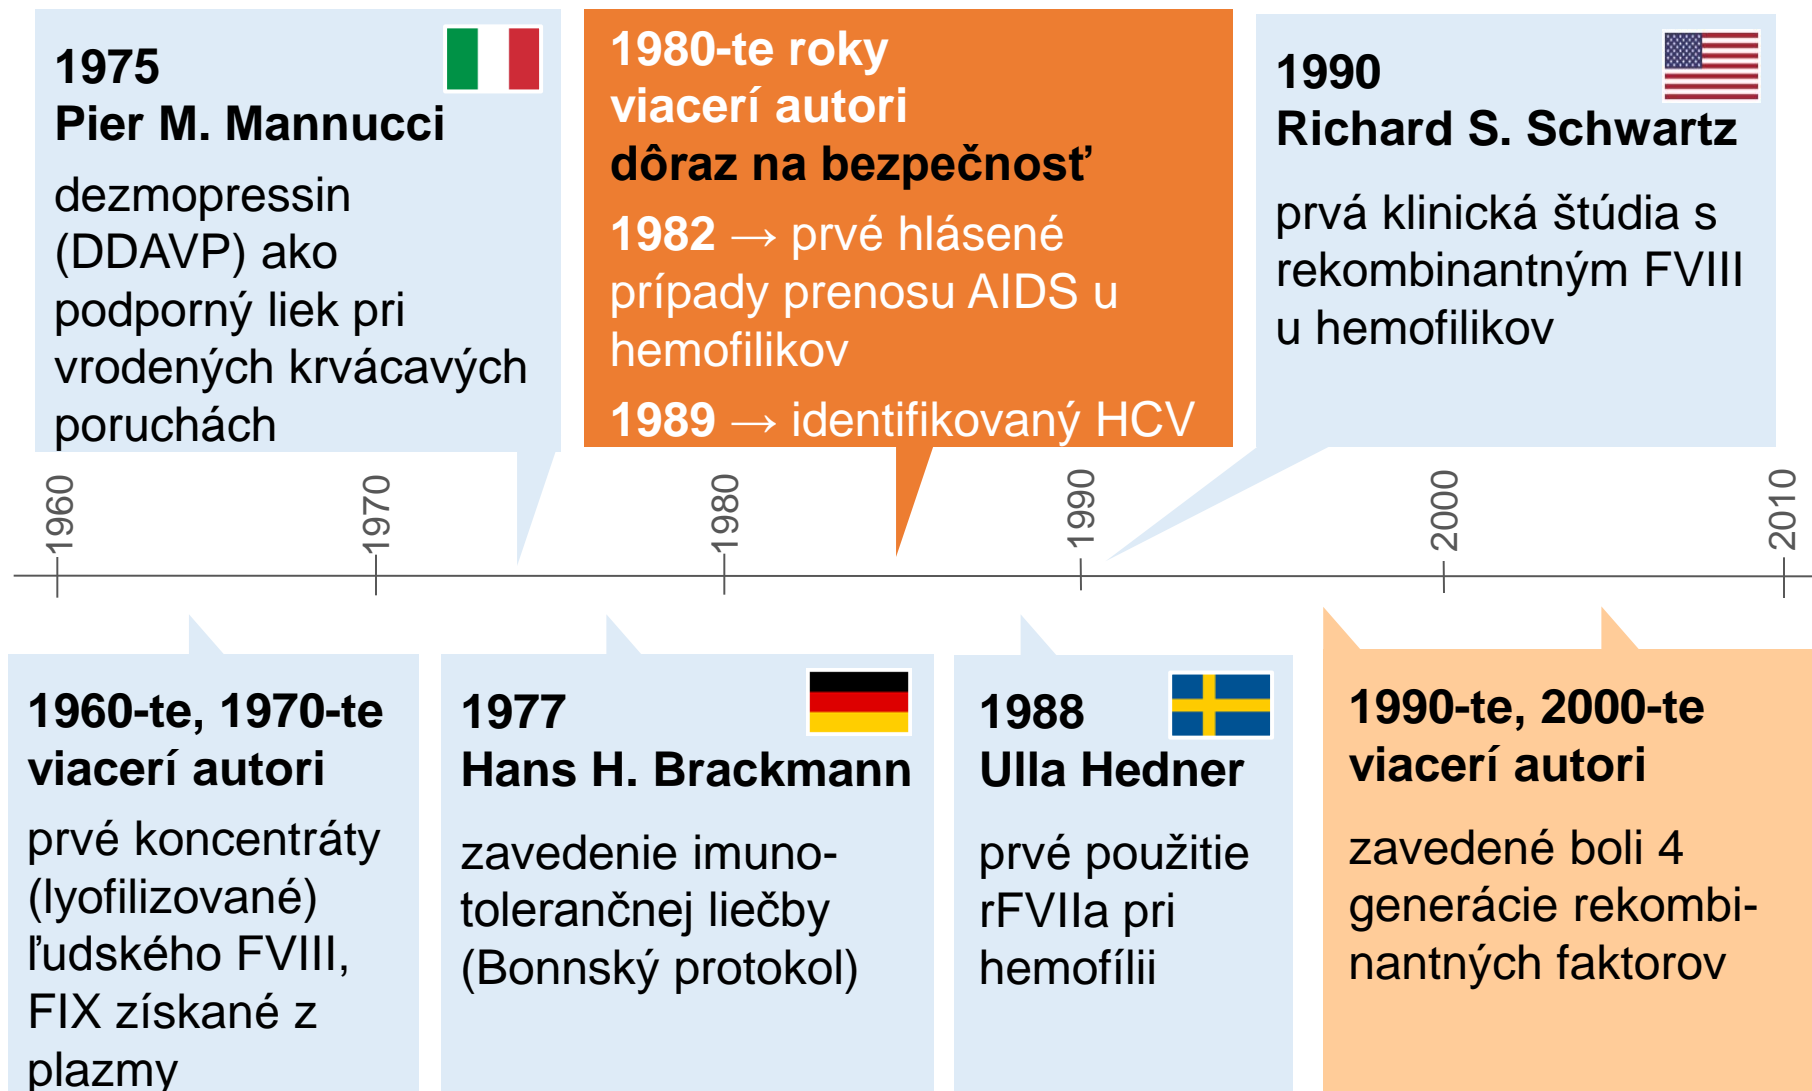 1975
Pier M. Mannucci
dezmopressin
(DDAVP) ako
podporný liek pri
vrodených krvácavých
poruchách
1980-te roky
viacerí autori
dôraz na bezpečnosť
1982 → prvé hlásené
prípady prenosu AIDS u
hemofilikov
1989 → identifikovaný HCV
1990
Richard S. Schwartz
prvá klinická štúdia s
rekombinantným FVIII
u hemofilikov
1960
1970
1980
1990
2000
2010
1960-te, 1970-te
viacerí autori
prvé koncentráty
(lyofilizované)
ľudského FVIII,
FIX získané z
plazmy
1977
Hans H. Brackmann
zavedenie imuno-
tolerančnej liečby
(Bonnský protokol)
1988
Ulla Hedner
prvé použitie
rFVIIa pri
hemofílii
1990-te, 2000-te
viacerí autori
zavedené boli 4
generácie rekombi-
nantných faktorov